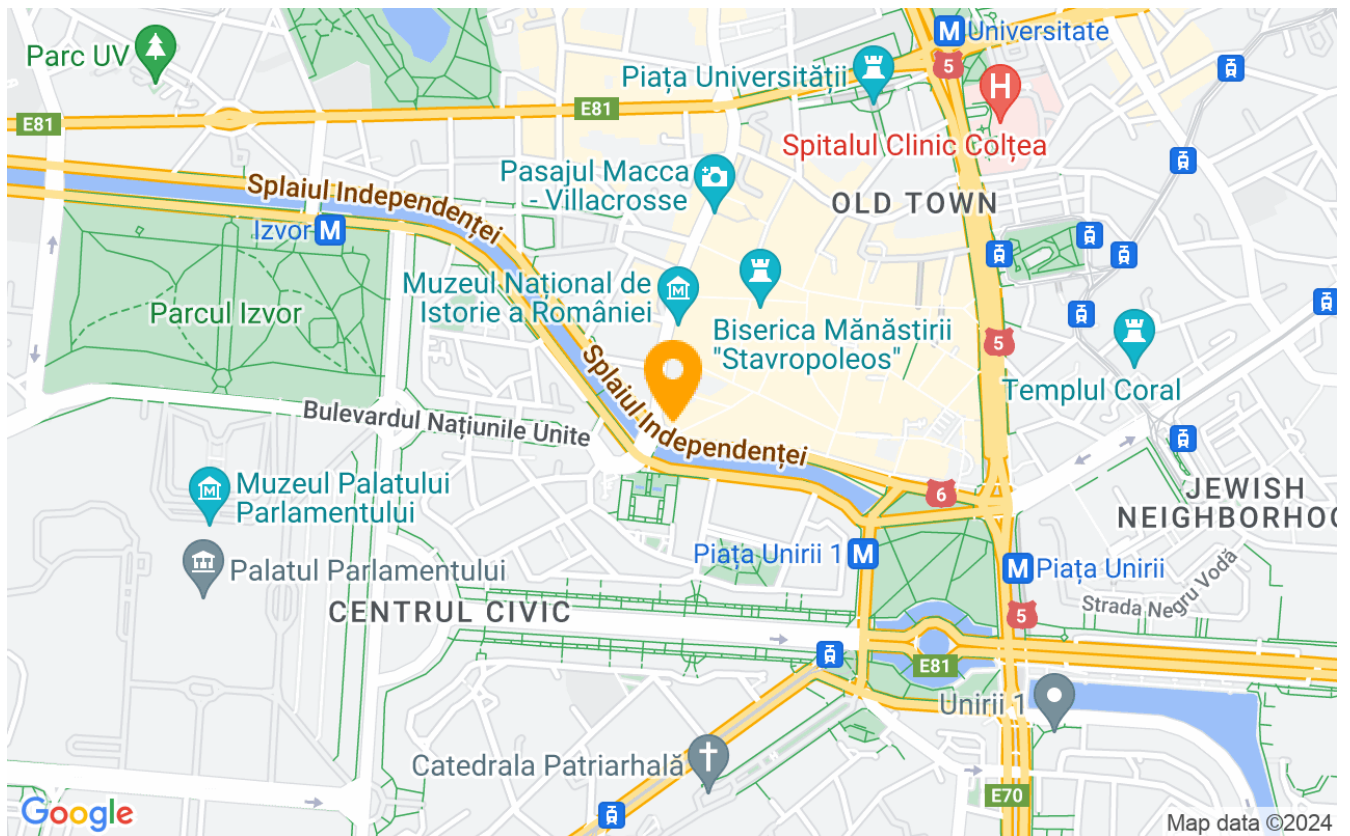 Universitate
Parc UV
5
Piața Universității
H
E81
E81
Spitalul Clinic Colțea
Pasajul Macca
- Villacrosse
Splaiul Independenței
OLD TOWN
Izvor
Muzeul Național de
Istorie a României
Parcul Izvor
Biserica Mănăstirii
"Stavropoleos"
5
Splaiul Independenței
Templul Coral
Bulevardul Națiunile Unite
Muzeul Palatului
Parlamentului
6
JEWISH
NEIGHBORHOO
Piața Unirii 1
M
Palatul Parlamentului
M
Piața Unirii
CENTRUL CIVIC
Strada Negru Vodă
5
E81
Unirii 1
Catedrala Patriarhală
E70
Google
Map data ©2024